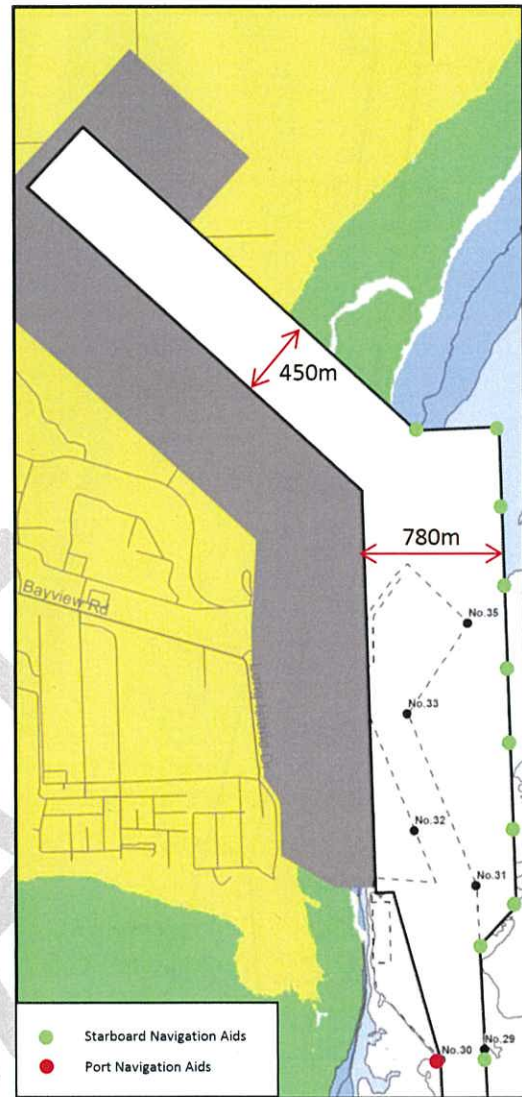 450m
780m
No.35
Bayview Rd
No.33
No.32
No.31
No.29
No.30
Starboard Navigation Aids
Port Navigation Aids